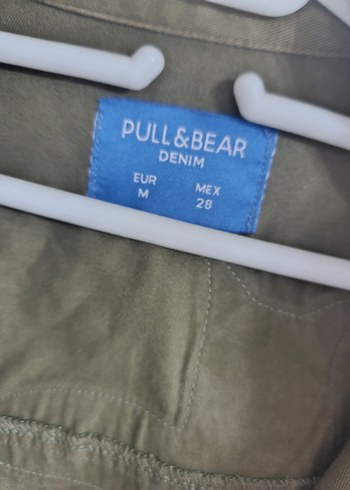 PULL&BEAR
DENIM
EUR MEX
M 28